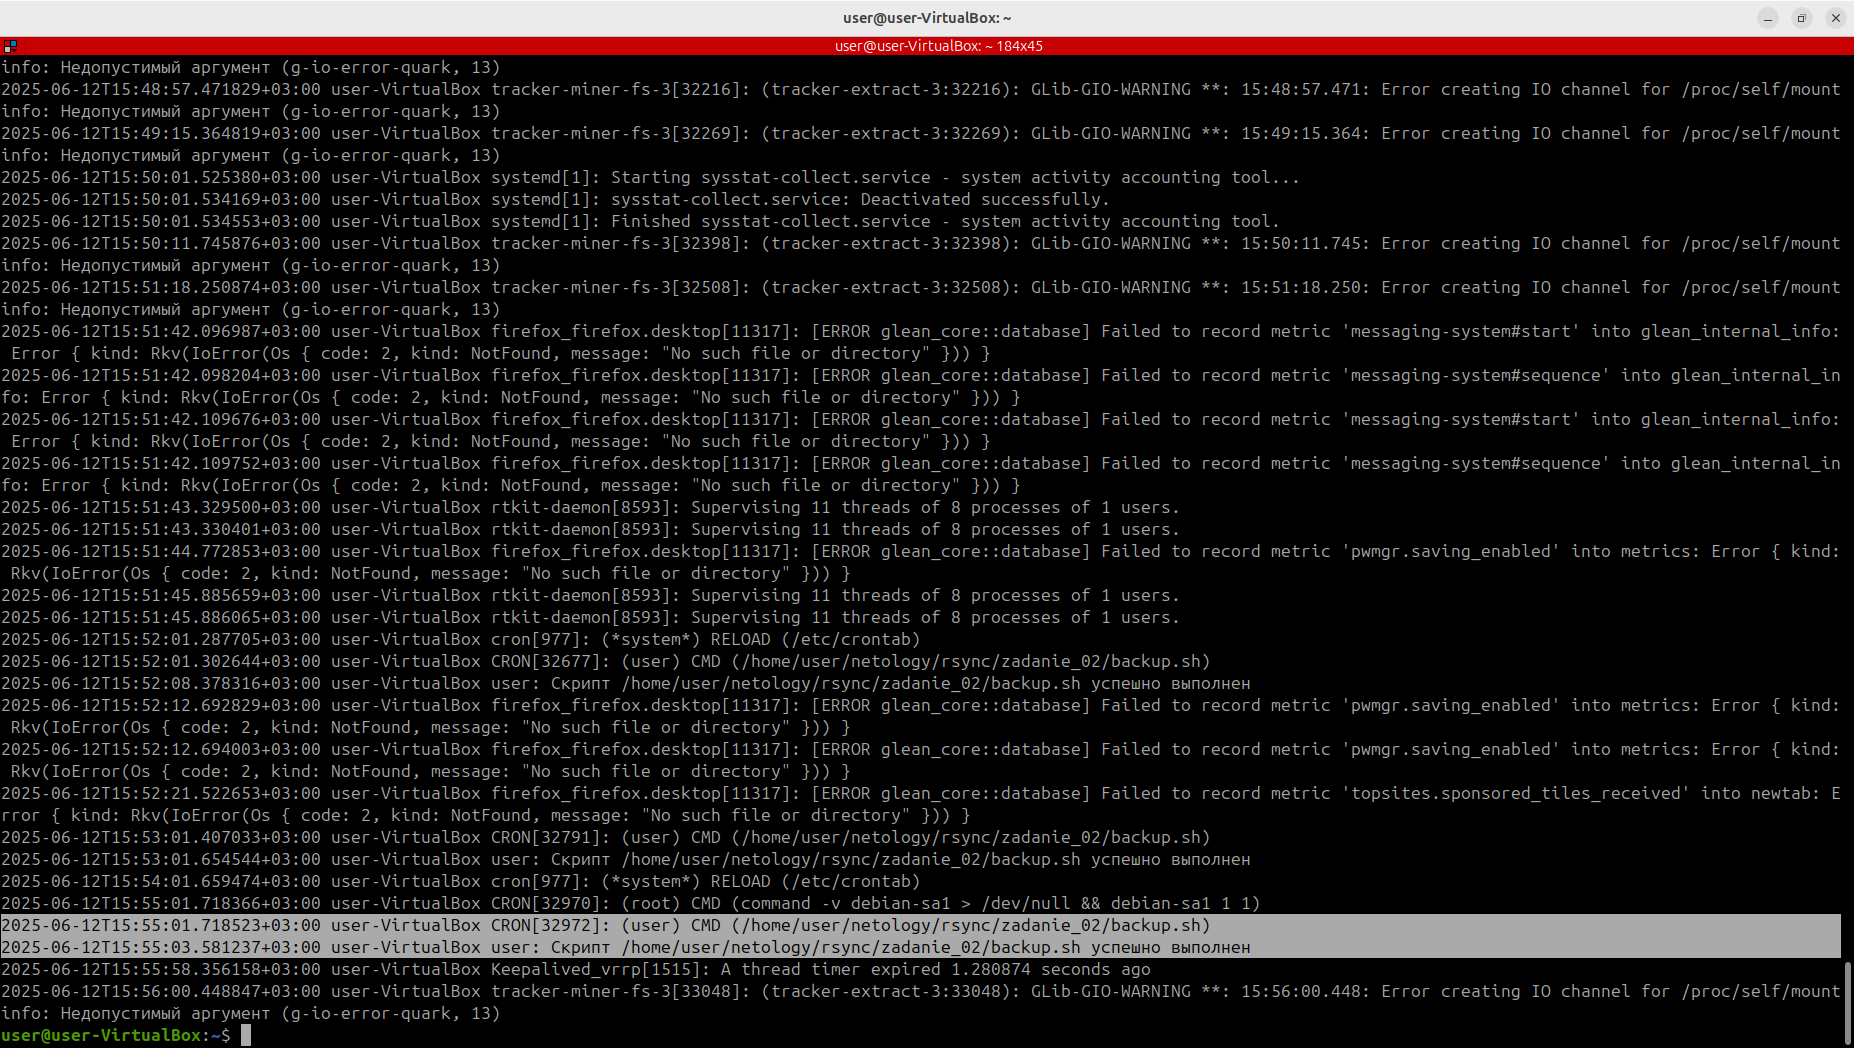 user@user-VirtualBox: ~
user@user-VirtualBox: ~ 184x45
info: Недопустимый аргумент (g-io-error-quark, 13)
2025-06-12T15:48:57.471829+03:00 user-VirtualBox tracker-miner-fs-3[32216]: (tracker-extract-3:32216): GLib-GIO-WARNING **: 15:48:57.471: Error creating IO channel for /proc/self/mount
info: Недопустимый аргумент (g-io-error-quark, 13)
2025-06-12T15:49:15.364819+03:00 user-VirtualBox tracker-miner-fs-3[32269]: (tracker-extract-3:32269): GLib-GIO-WARNING **: 15:49:15.364: Error creating IO channel for /proc/self/mount
info: Недопустимый аргумент (g-io-error-quark, 13)
2025-06-12T15:50:01.525380+03:00 user-VirtualBox systemd[1]: Starting sysstat-collect.service - system activity accounting tool...
2025-06-12T15:50:01.534169+03:00 user-VirtualBox systemd[1]: sysstat-collect.service: Deactivated successfully.
2025-06-12T15:50:01.534553+03:00 user-VirtualBox systemd[1]: Finished sysstat-collect.service - system activity accounting tool.
2025-06-12T15:50:11.745876+03:00 user-VirtualBox tracker-miner-fs-3[32398]: (tracker-extract-3:32398): GLib-GIO-WARNING **: 15:50:11.745: Error creating IO channel for /proc/self/mount
info: Недопустимый аргумент (g-io-error-quark, 13)
2025-06-12T15:51:18.250874+03:00 user-VirtualBox tracker-miner-fs-3[32508]: (tracker-extract-3:32508): GLib-GIO-WARNING **: 15:51:18.250: Error creating IO channel for /proc/self/mount
info: Недопустимый аргумент (g-io-error-quark, 13)
2025-06-12T15:51:42.096987+03:00 user-VirtualBox firefox_firefox.desktop[11317]: [ERROR glean_core::database] Failed to record metric 'messaging-system#start' into glean_internal_info:
Error { kind: Rkv(IoError(Os { code: 2, kind: NotFound, message: "No such file or directory" })) }
2025-06-12T15:51:42.098204+03:00 user-VirtualBox firefox_firefox.desktop[11317]: [ERROR glean_core::database] Failed to record metric 'messaging-system#sequence' into glean_internal_in
fo: Error { kind: Rkv(IoError(Os { code: 2, kind: NotFound, message: "No such file or directory" })) }
2025-06-12T15:51:42.109676+03:00 user-VirtualBox firefox_firefox.desktop[11317]: [ERROR glean_core::database] Failed to record metric 'messaging-system#start' into glean_internal_info:
Error { kind: Rkv(IoError(Os { code: 2, kind: NotFound, message: "No such file or directory" })) }
2025-06-12T15:51:42.109752+03:00 user-VirtualBox firefox_firefox.desktop[11317]: [ERROR glean_core::database] Failed to record metric 'messaging-system#sequence' into glean_internal_in
fo: Error { kind: Rkv(IoError(Os { code: 2, kind: NotFound, message: "No such file or directory" })) }
2025-06-12T15:51:43.329500+03:00 user-VirtualBox rtkit-daemon[8593]: Supervising 11 threads of 8 processes of 1 users.
2025-06-12T15:51:43.330401+03:00 user-VirtualBox rtkit-daemon[8593]: Supervising 11 threads of 8 processes of 1 users.
2025-06-12T15:51:44.772853+03:00 user-VirtualBox firefox_firefox.desktop[11317]: [ERROR glean_core::database] Failed to record metric 'pwmgr.saving_enabled' into metrics: Error { kind:
Rkv(IoError(Os { code: 2, kind: NotFound, message: "No such file or directory" })) }
2025-06-12T15:51:45.885659+03:00 user-VirtualBox rtkit-daemon[8593]: Supervising 11 threads of 8 processes of 1 users.
2025-06-12T15:51:45.886065+03:00 user-VirtualBox rtkit-daemon[8593]: Supervising 11 threads of 8 processes of 1 users.
2025-06-12T15:52:01.287705+03:00 user-VirtualBox cron[977]: (*system*) RELOAD (/etc/crontab)
2025-06-12T15:52:01.302644+03:00 user-VirtualBox CRON[32677]: (user) CMD (/home/user/netology/rsync/zadanie_02/backup.sh)
2025-06-12T15:52:08.378316+03:00 user-VirtualBox user: Скрипт /home/user/netology/rsync/zadanie_02/backup.sh успешно выполнен
2025-06-12T15:52:12.692829+03:00 user-VirtualBox firefox_firefox.desktop[11317]: [ERROR glean_core::database] Failed to record metric 'pwmgr.saving_enabled' into metrics: Error { kind:
Rkv(IoError(Os { code: 2, kind: NotFound, message: "No such file or directory" })) }
2025-06-12T15:52:12.694003+03:00 user-VirtualBox firefox_firefox.desktop[11317]: [ERROR glean_core::database] Failed to record metric 'pwmgr.saving_enabled' into metrics: Error { kind:
Rkv(IoError(Os { code: 2, kind: NotFound, message: "No such file or directory" })) }
2025-06-12T15:52:21.522653+03:00 user-VirtualBox firefox_firefox.desktop[11317]: [ERROR glean_core::database] Failed to record metric 'topsites.sponsored_tiles_received' into newtab: E
rror { kind: Rkv(IoError(Os { code: 2, kind: NotFound, message: "No such file or directory" })) }
2025-06-12T15:53:01.407033+03:00 user-VirtualBox CRON[32791]: (user) CMD (/home/user/netology/rsync/zadanie_02/backup.sh)
2025-06-12T15:53:01.654544+03:00 user-VirtualBox user: Скрипт /home/user/netology/rsync/zadanie_02/backup.sh успешно выполнен
2025-06-12T15:54:01.659474+03:00 user-VirtualBox cron[977]: (*system*) RELOAD (/etc/crontab)
2025-06-12T15:55:01.718366+03:00 user-VirtualBox CRON[32970]: (root) CMD (command -v debian-sa1 > /dev/null && debian-sa1 1 1)
2025-06-12T15:55:01.718523+03:00 user-VirtualBox CRON[32972]: (user) CMD (/home/user/netology/rsync/zadanie_02/backup.sh)
2025-06-12T15:55:03.581237+03:00 user-VirtualBox user: Скрипт /home/user/netology/rsync/zadanie_02/backup.sh успешно выполнен
2025-06-12T15:55:58.356158+03:00 user-VirtualBox Keepalived_vrrp[1515]: A thread timer expired 1.280874 seconds ago
2025-06-12T15:56:00.448847+03:00 user-VirtualBox tracker-miner-fs-3[33048]: (tracker-extract-3:33048): GLib-GIO-WARNING **: 15:56:00.448: Error creating IO channel for /proc/self/mount
info: Недопустимый аргумент (g-io-error-quark, 13)
user@user-VirtualBox:~$